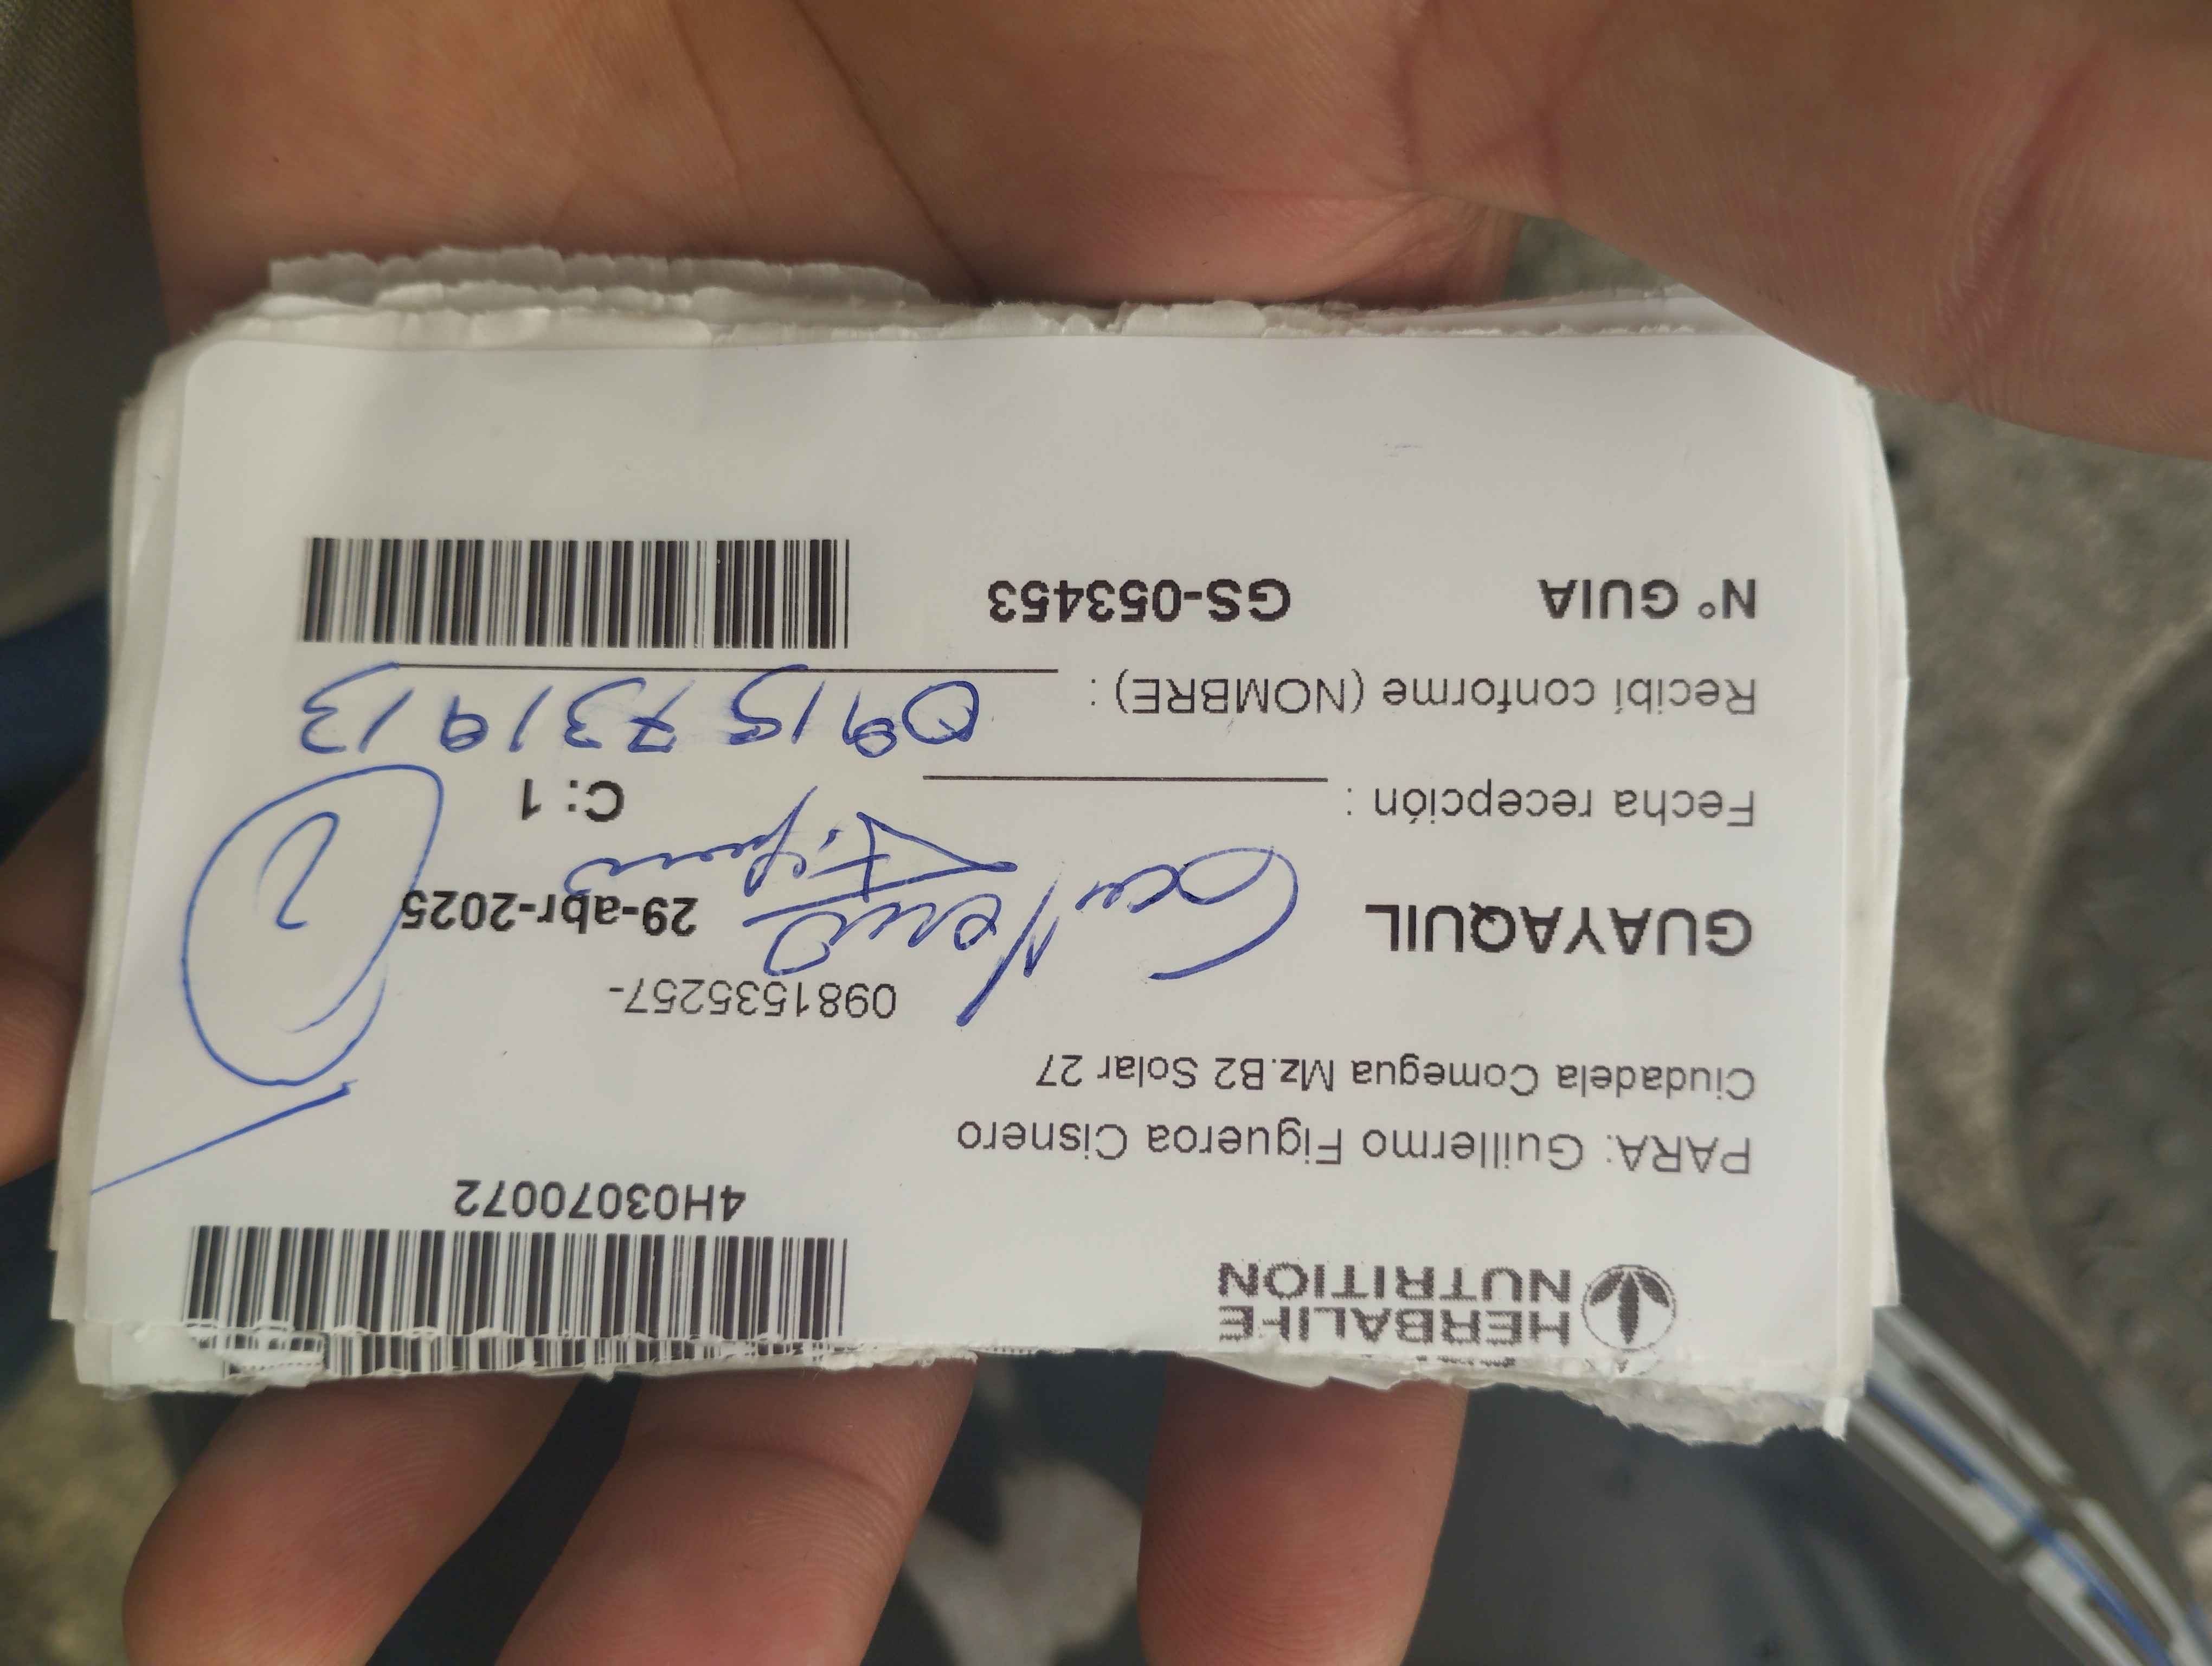 HERBALIFE
NUTRITION
4H03070072
PARA: Guillermo Figueroa Cisnero
Ciudadela Comegua Mz.B2 Solar 27
0981535257-
GUAYAQUIL
29-abr-2025
Fecha recepción :
C: 1
2
Recibí conforme (NOMBRE) :
0915731913
N° GUIA GS-053453